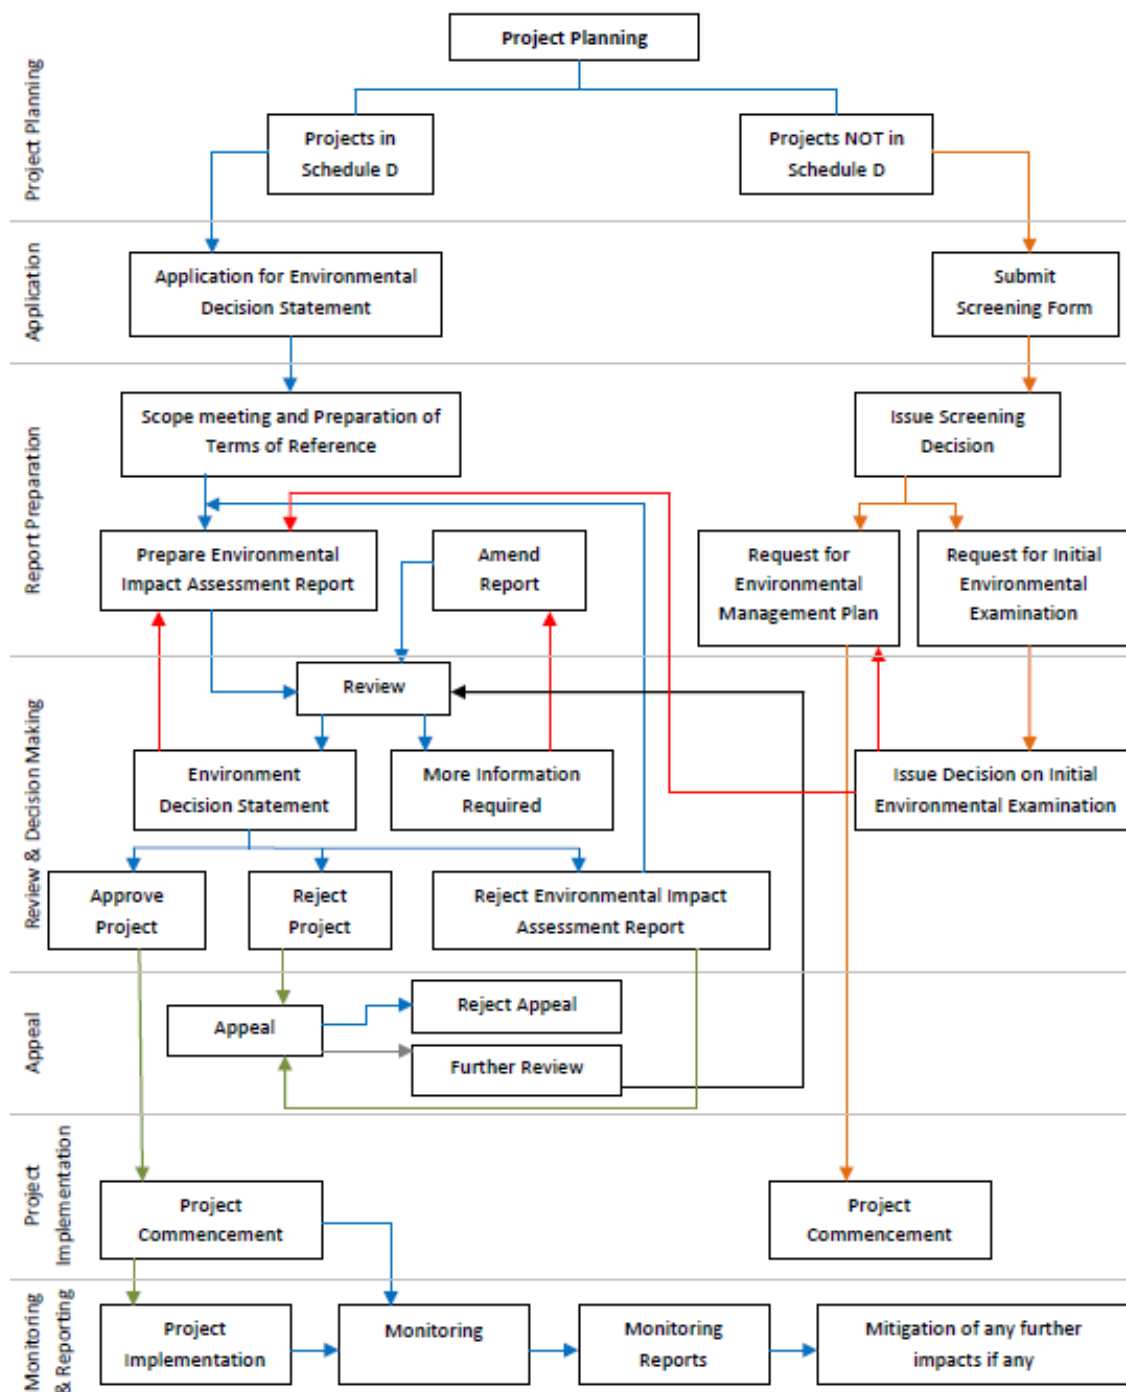 Project Planning
Project Planning
Projects in
Schedule D
Projects NOT in
Schedule D
Application
Application for Environmental
Decision Statement
Submit
Screening Form
Report Preparation
Scope meeting and Preparation of
Terms of Reference
Issue Screening
Decision
Prepare Environmental
Impact Assessment Report
Amend
Report
Request for
Environmental
Management Plan
Request for Initial
Environmental
Examination
Review & Decision Making
Review
Environment
Decision Statement
More Information
Required
Issue Decision on Initial
Environmental Examination
Approve
Project
Reject
Project
Reject Environmental Impact
Assessment Report
Appeal
Appeal
Reject Appeal
Further Review
Project
Implementation
Project
Commencement
Project
Commencement
Monitoring
& Reporting
Project
Implementation
Monitoring
Monitoring
Reports
Mitigation of any further
impacts if any